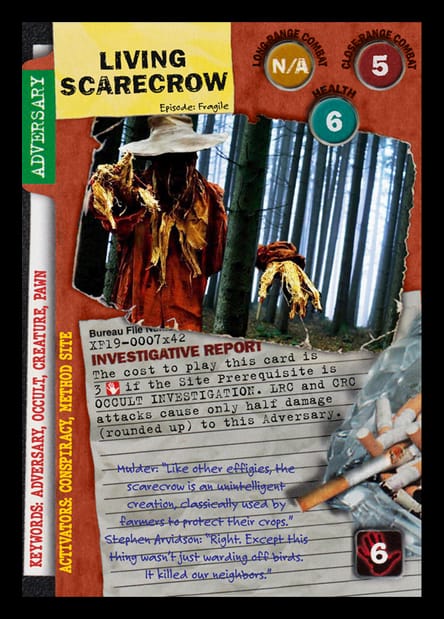 LIVING
SCARECROW
Episode: Fragile
LONG RANGE COMBAT
N/A
CLOSE RANGE COMBAT
5
HEALTH
6
ADVERSARY
KEYWORDS: ADVERSARY, OCCULT, CREATURE, PAWN
ACTIVATORS: CONSPIRACY, METHOD SITE
Bureau File
XF19-0007x42
INVESTIGATIVE REPORT
The cost to play this card is
3 if the Site Prerequisite is
OCCULT INVESTIGATION. LRC and CRC
attacks cause only half damage
(rounded up) to this Adversary.
Mulder: "Like other effigies, the
scarecrow is an unintelligent
creation, classically used by
farmers to protect their crops."
Stephen Arvidson: "Right. Except this
thing wasn't just warding off birds.
It killed our neighbors."
6